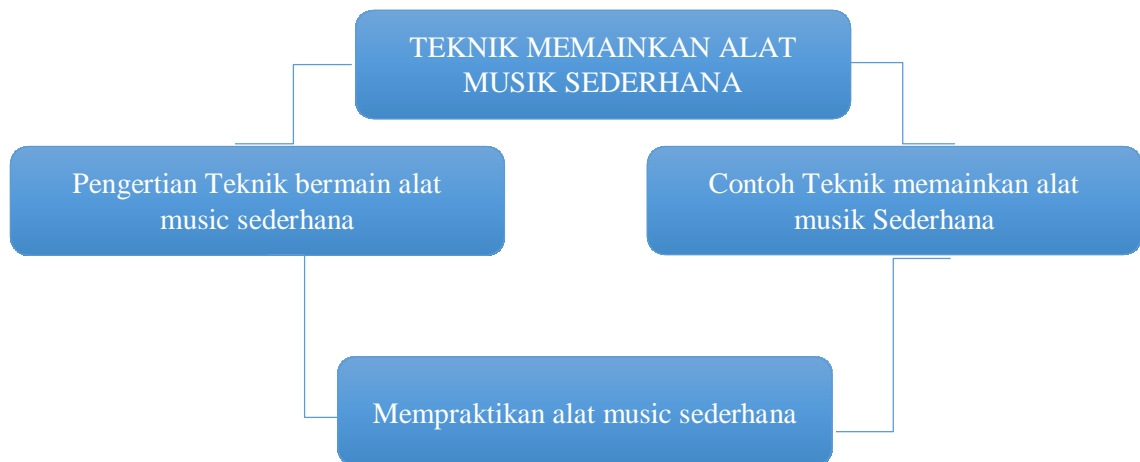 TEKNIK MEMAINKAN ALAT
MUSIK SEDERHANA
Pengertian Teknik bermain alat
music sederhana
Contoh Teknik memainkan alat
musik Sederhana
Mempraktikan alat music sederhana